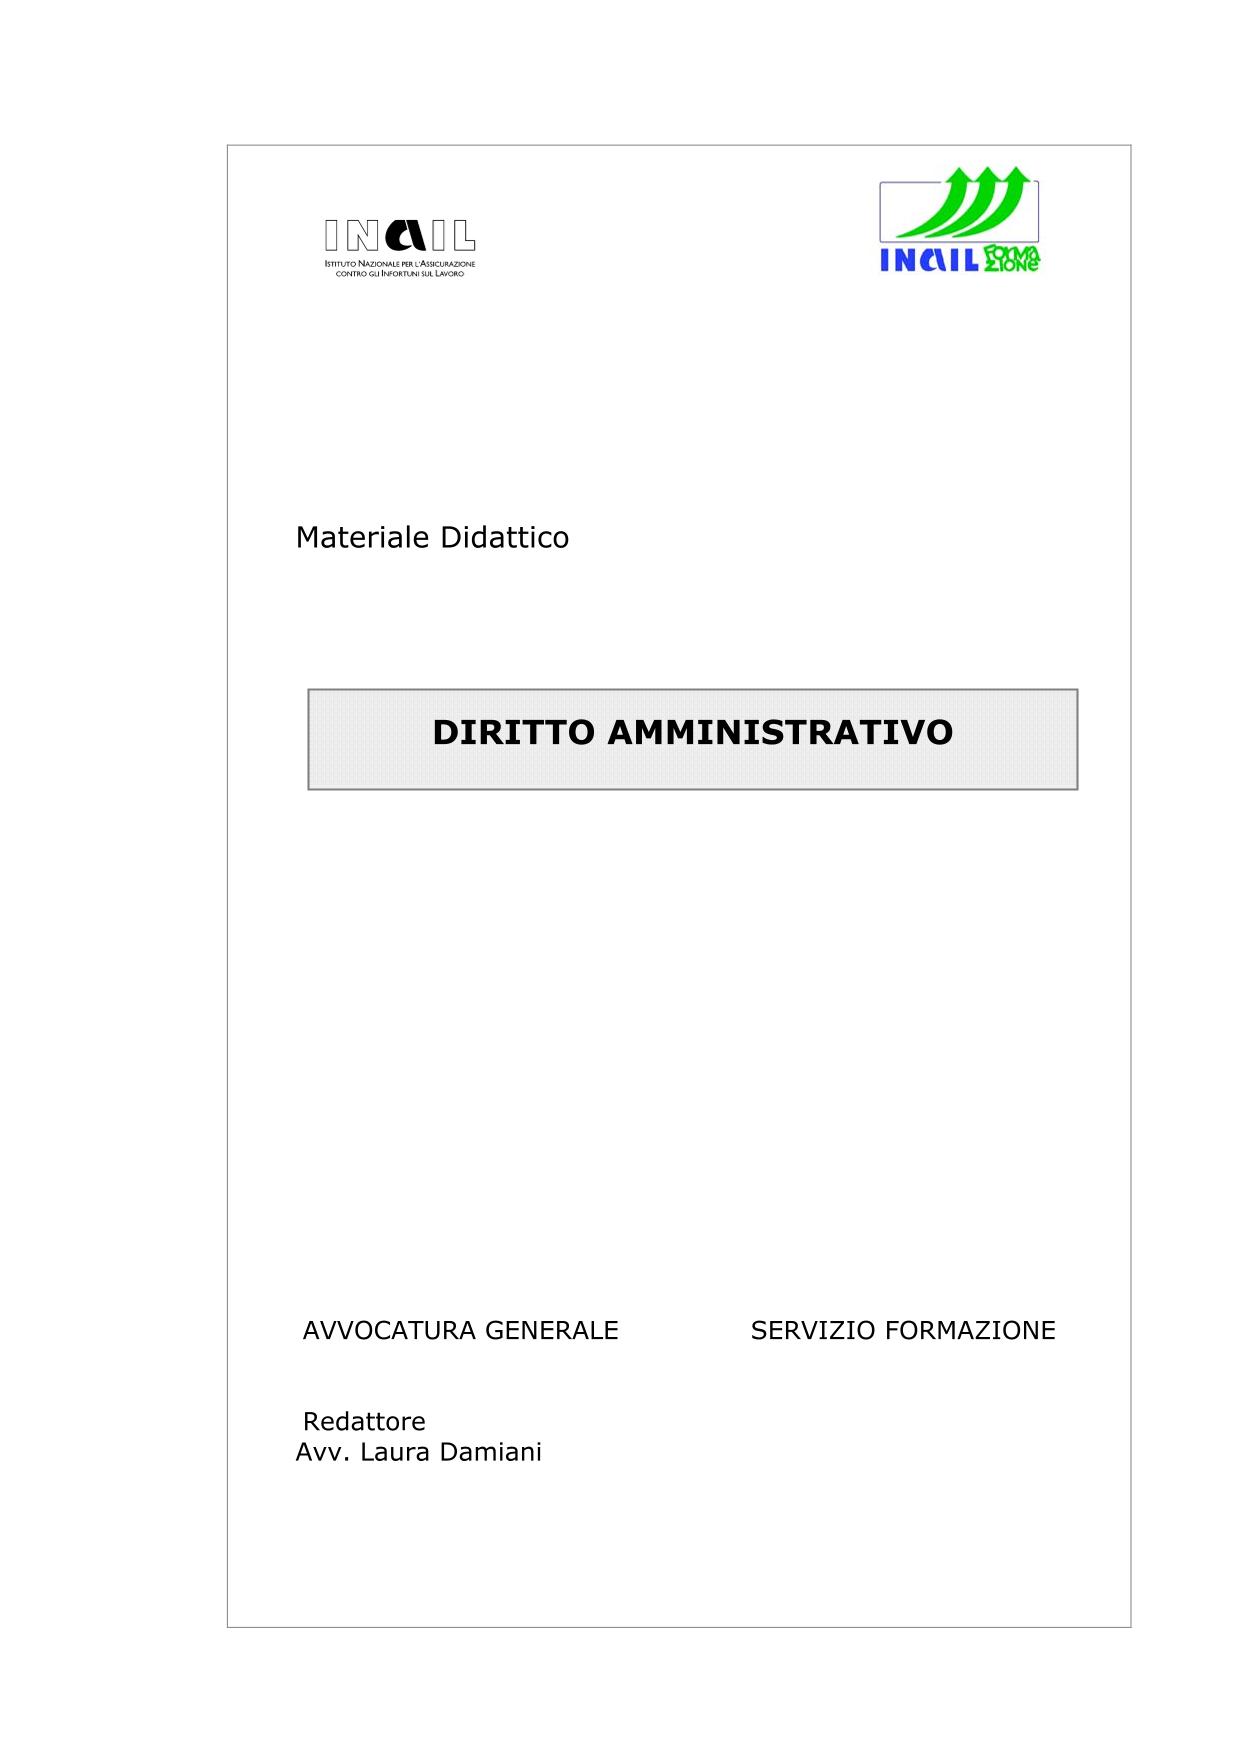 INAIL
ISTITUTO NAZIONALE PER L'ASSICURAZIONE
CONTRO GLI INFORTUNI SUL LAVORO
INAIL FORMAZIONE
Materiale Didattico
DIRITTO AMMINISTRATIVO
AVVOCATURA GENERALE SERVIZIO FORMAZIONE
Redattore
Avv. Laura Damiani